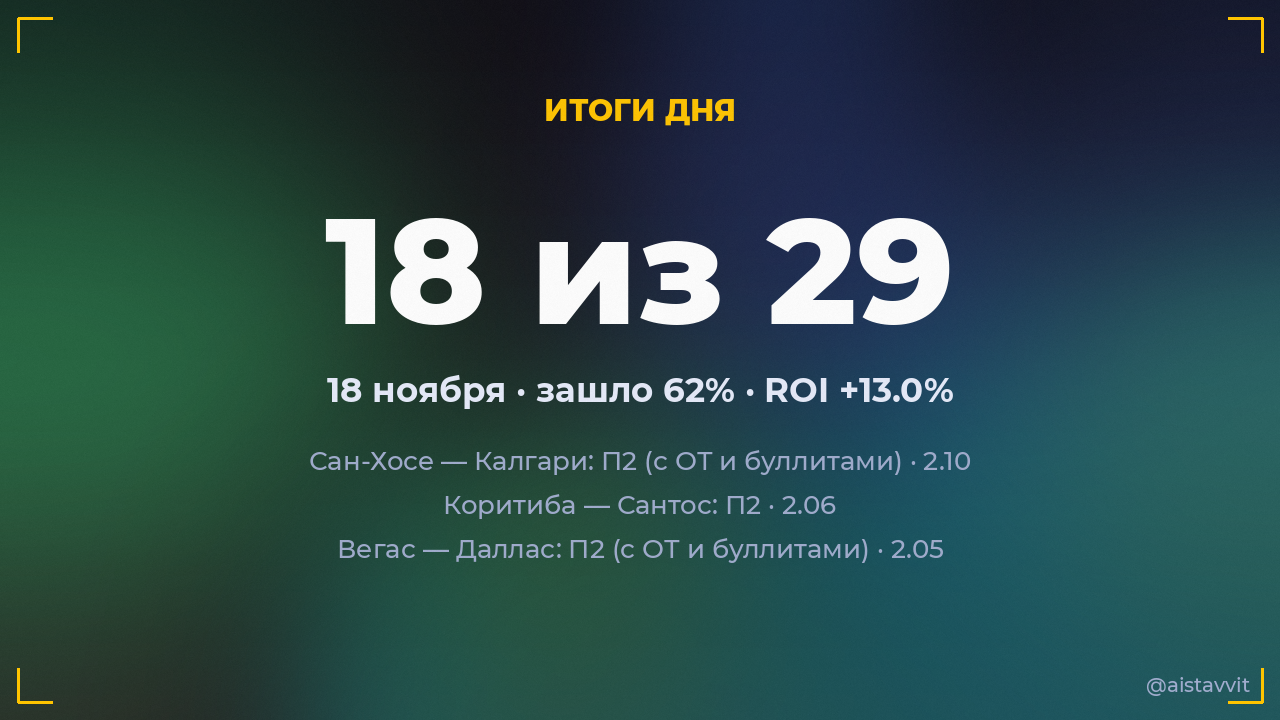 ИТОГИ ДНЯ
18 из 29
18 ноября · зашло 62% · ROI +13.0%
Сан-Хосе — Калгари: П2 (с ОТ и буллитами) · 2.10
Коритиба — Сантос: П2 · 2.06
Вегас — Даллас: П2 (с ОТ и буллитами) · 2.05
@aistavvit